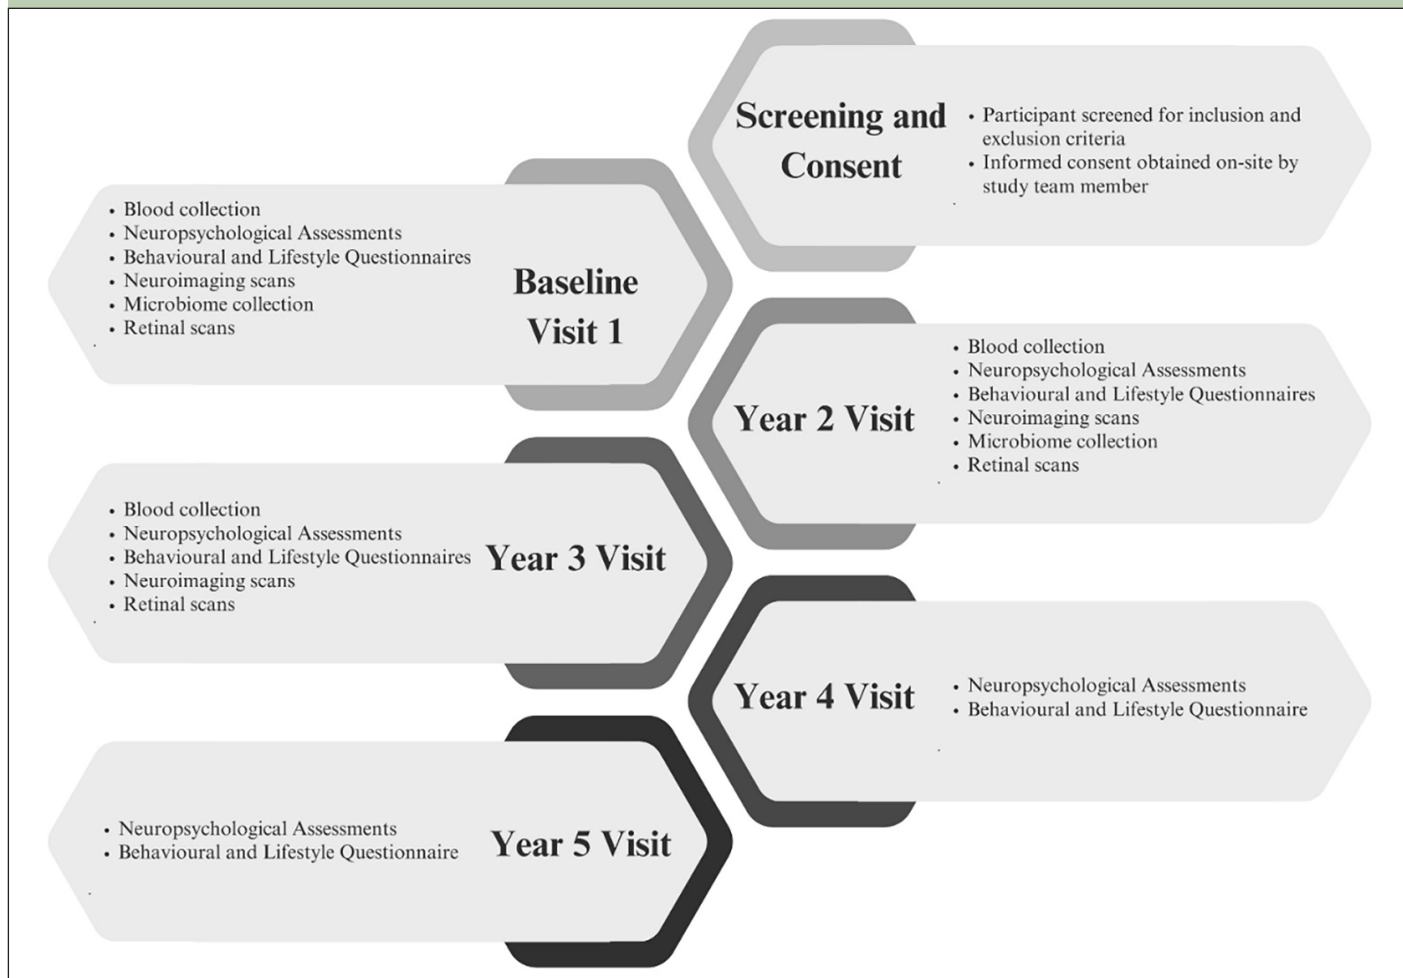 Screening and
Consent
• Participant screened for inclusion and
exclusion criteria
• Informed consent obtained on-site by
study team member
.
Baseline
Visit 1
• Blood collection
• Neuropsychological Assessments
• Behavioural and Lifestyle Questionnaires
• Neuroimaging scans
• Microbiome collection
• Retinal scans
.
Year 2 Visit
• Blood collection
• Neuropsychological Assessments
• Behavioural and Lifestyle Questionnaires
• Neuroimaging scans
• Microbiome collection
• Retinal scans
.
Year 3 Visit
• Blood collection
• Neuropsychological Assessments
• Behavioural and Lifestyle Questionnaires
• Neuroimaging scans
• Retinal scans
.
Year 4 Visit
• Neuropsychological Assessments
• Behavioural and Lifestyle Questionnaire
.
Year 5 Visit
• Neuropsychological Assessments
• Behavioural and Lifestyle Questionnaire
.